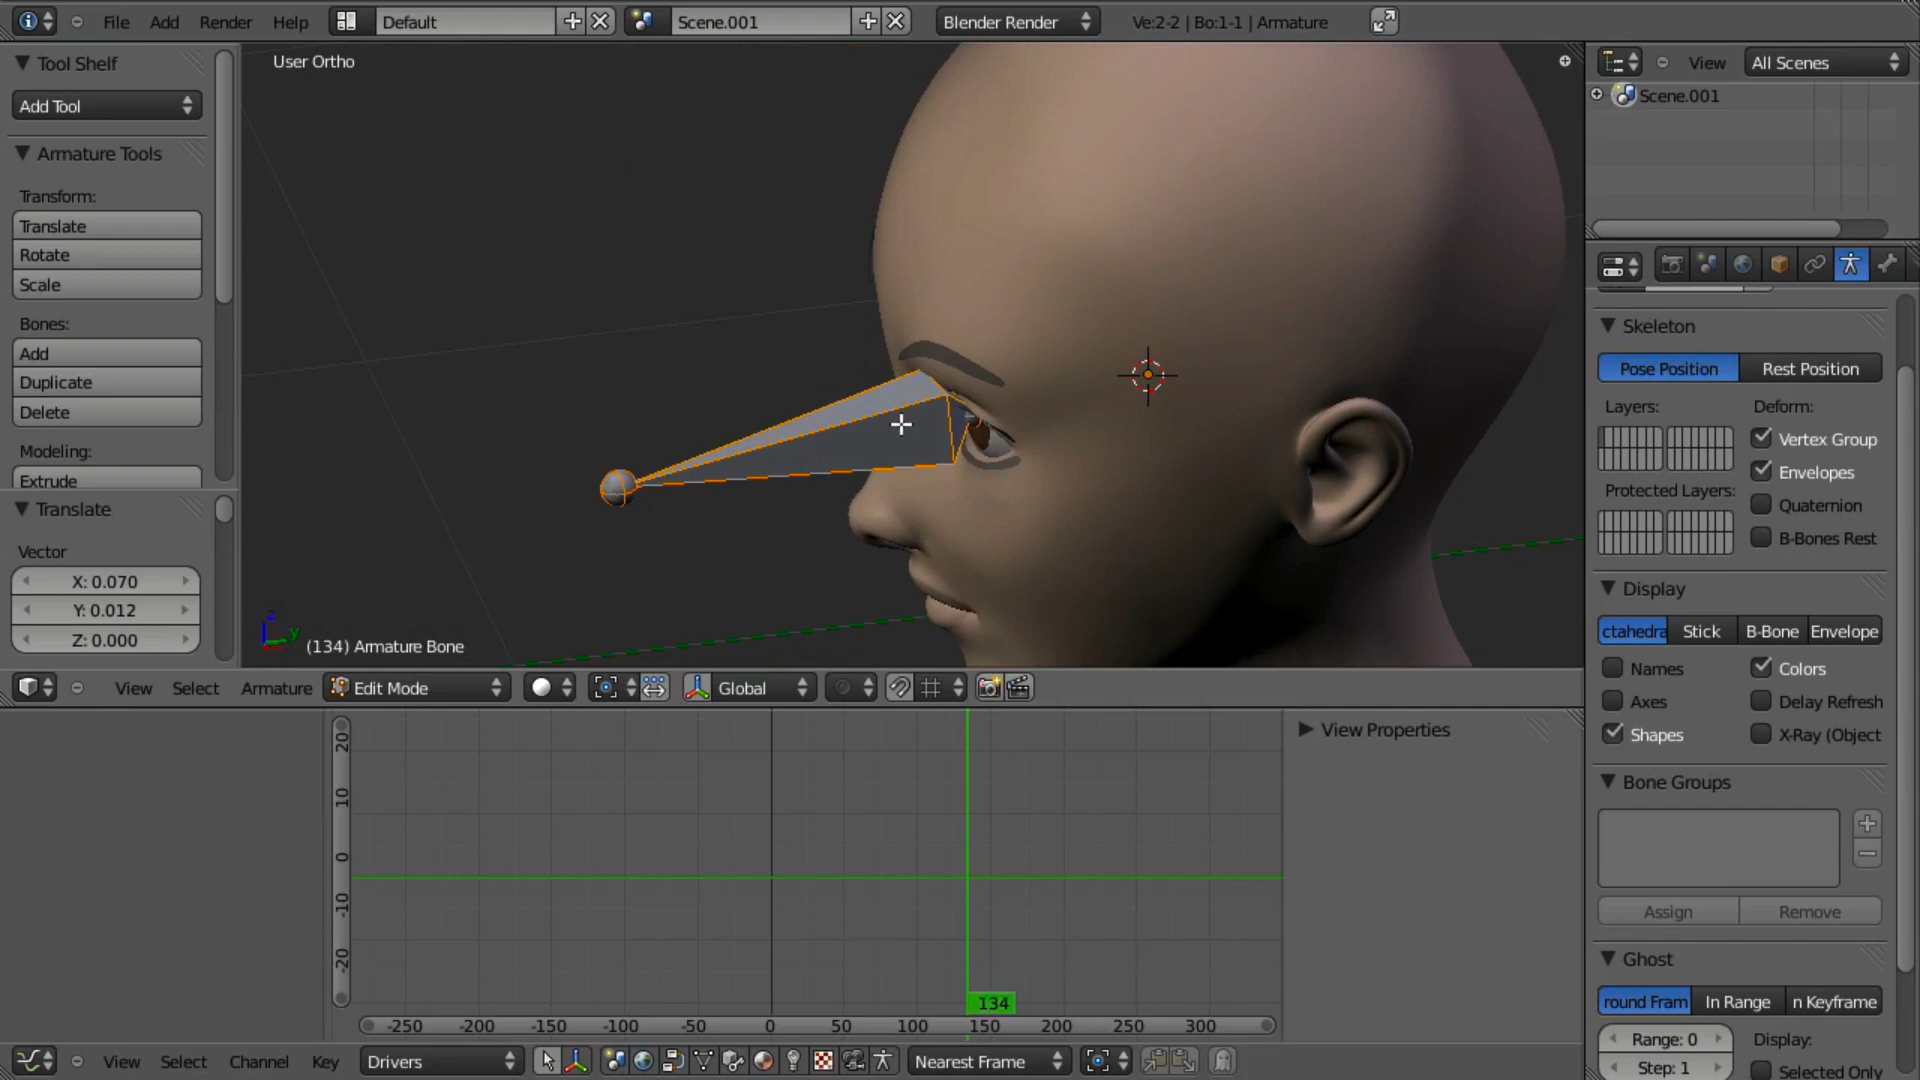 File Add Render Help Default Scene.001 Blender Render Ve:2-2 | Bo:1-1 | Armature
Tool Shelf
Add Tool
Armature Tools
Transform:
Translate
Rotate
Scale
Bones:
Add
Duplicate
Delete
Modeling:
Extrude
Translate
Vector
X: 0.070
Y: 0.012
Z: 0.000
User Ortho
z
y
(134) Armature Bone
View Select Armature Edit Mode Global
View All Scenes
Scene.001
Skeleton
Pose Position Rest Position
Layers: Deform:
Vertex Group
Envelopes
Protected Layers:
Quaternion
B-Bones Rest
Display
ctahedra Stick B-Bone Envelope
Names Colors
Axes Delay Refresh
Shapes X-Ray (Object
Bone Groups
Assign Remove
Ghost
round Fram In Range n Keyframe
Range: 0 Display:
Step: 1 Selected Only
View Properties
20
10
0
-10
-20
134
-250 -200 -150 -100 -50 0 50 100 150 200 250 300
View Select Channel Key Drivers Nearest Frame